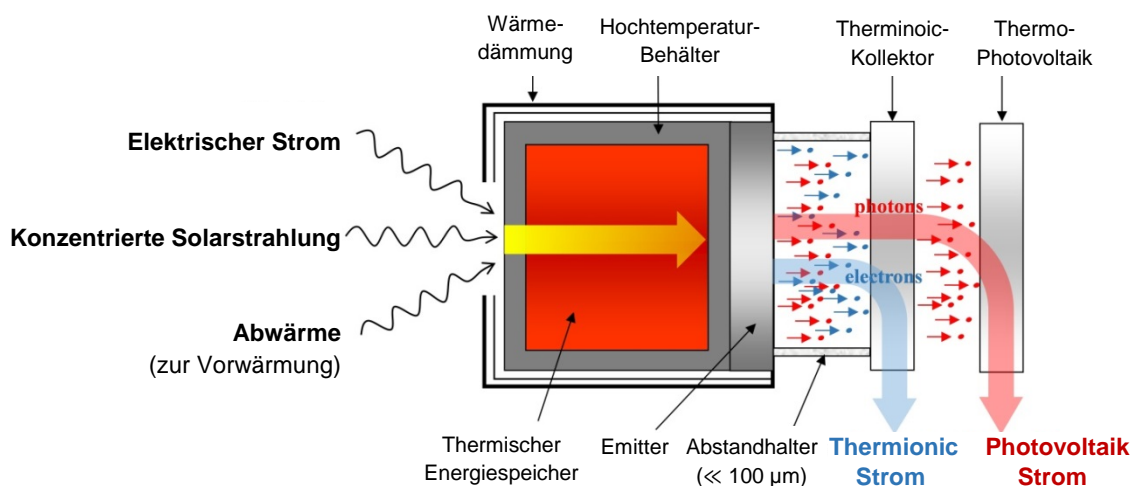 Wärme-
dämmung
Hochtemperatur-
Behälter
Therminoic-
Kollektor
Thermo-
Photovoltaik
Elektrischer Strom
Konzentrierte Solarstrahlung
Abwärme
(zur Vorwärmung)
photons
electrons
Thermischer
Energiespeicher
Emitter
Abstandhalter
(≪ 100 µm)
Thermionic
Strom
Photovoltaik
Strom